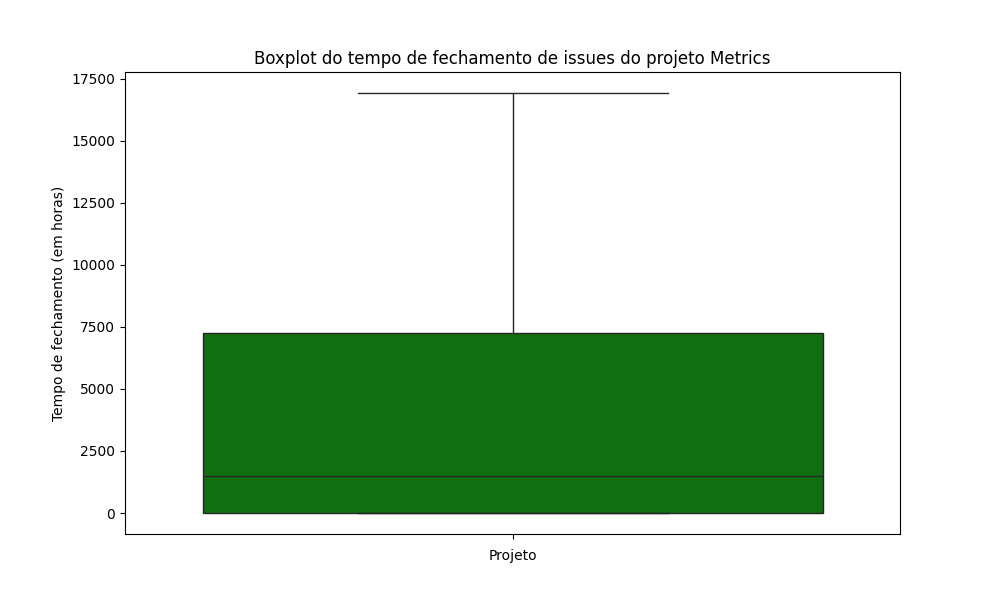 Boxplot do tempo de fechamento de issues do projeto Metrics
17500
15000
12500
10000
7500
5000
2500
0
Tempo de fechamento (em horas)
Projeto